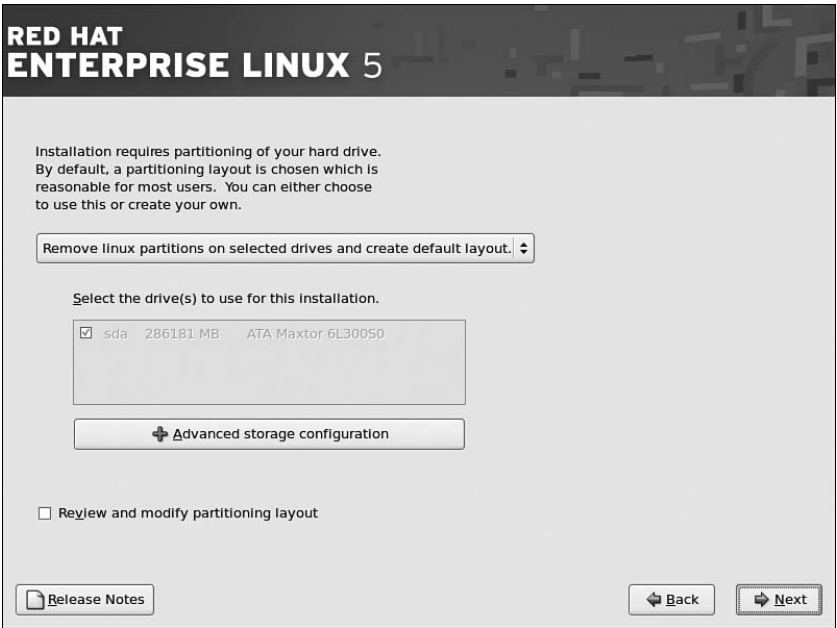 RED HAT
ENTERPRISE LINUX 5
Installation requires partitioning of your hard drive.
By default, a partitioning layout is chosen which is
reasonable for most users. You can either choose
to use this or create your own.
Remove linux partitions on selected drives and create default layout.
Select the drive(s) to use for this installation.
sda 286181 MB ATA Maxtor 6L300S0
Advanced storage configuration
Review and modify partitioning layout
Release Notes
Back
Next